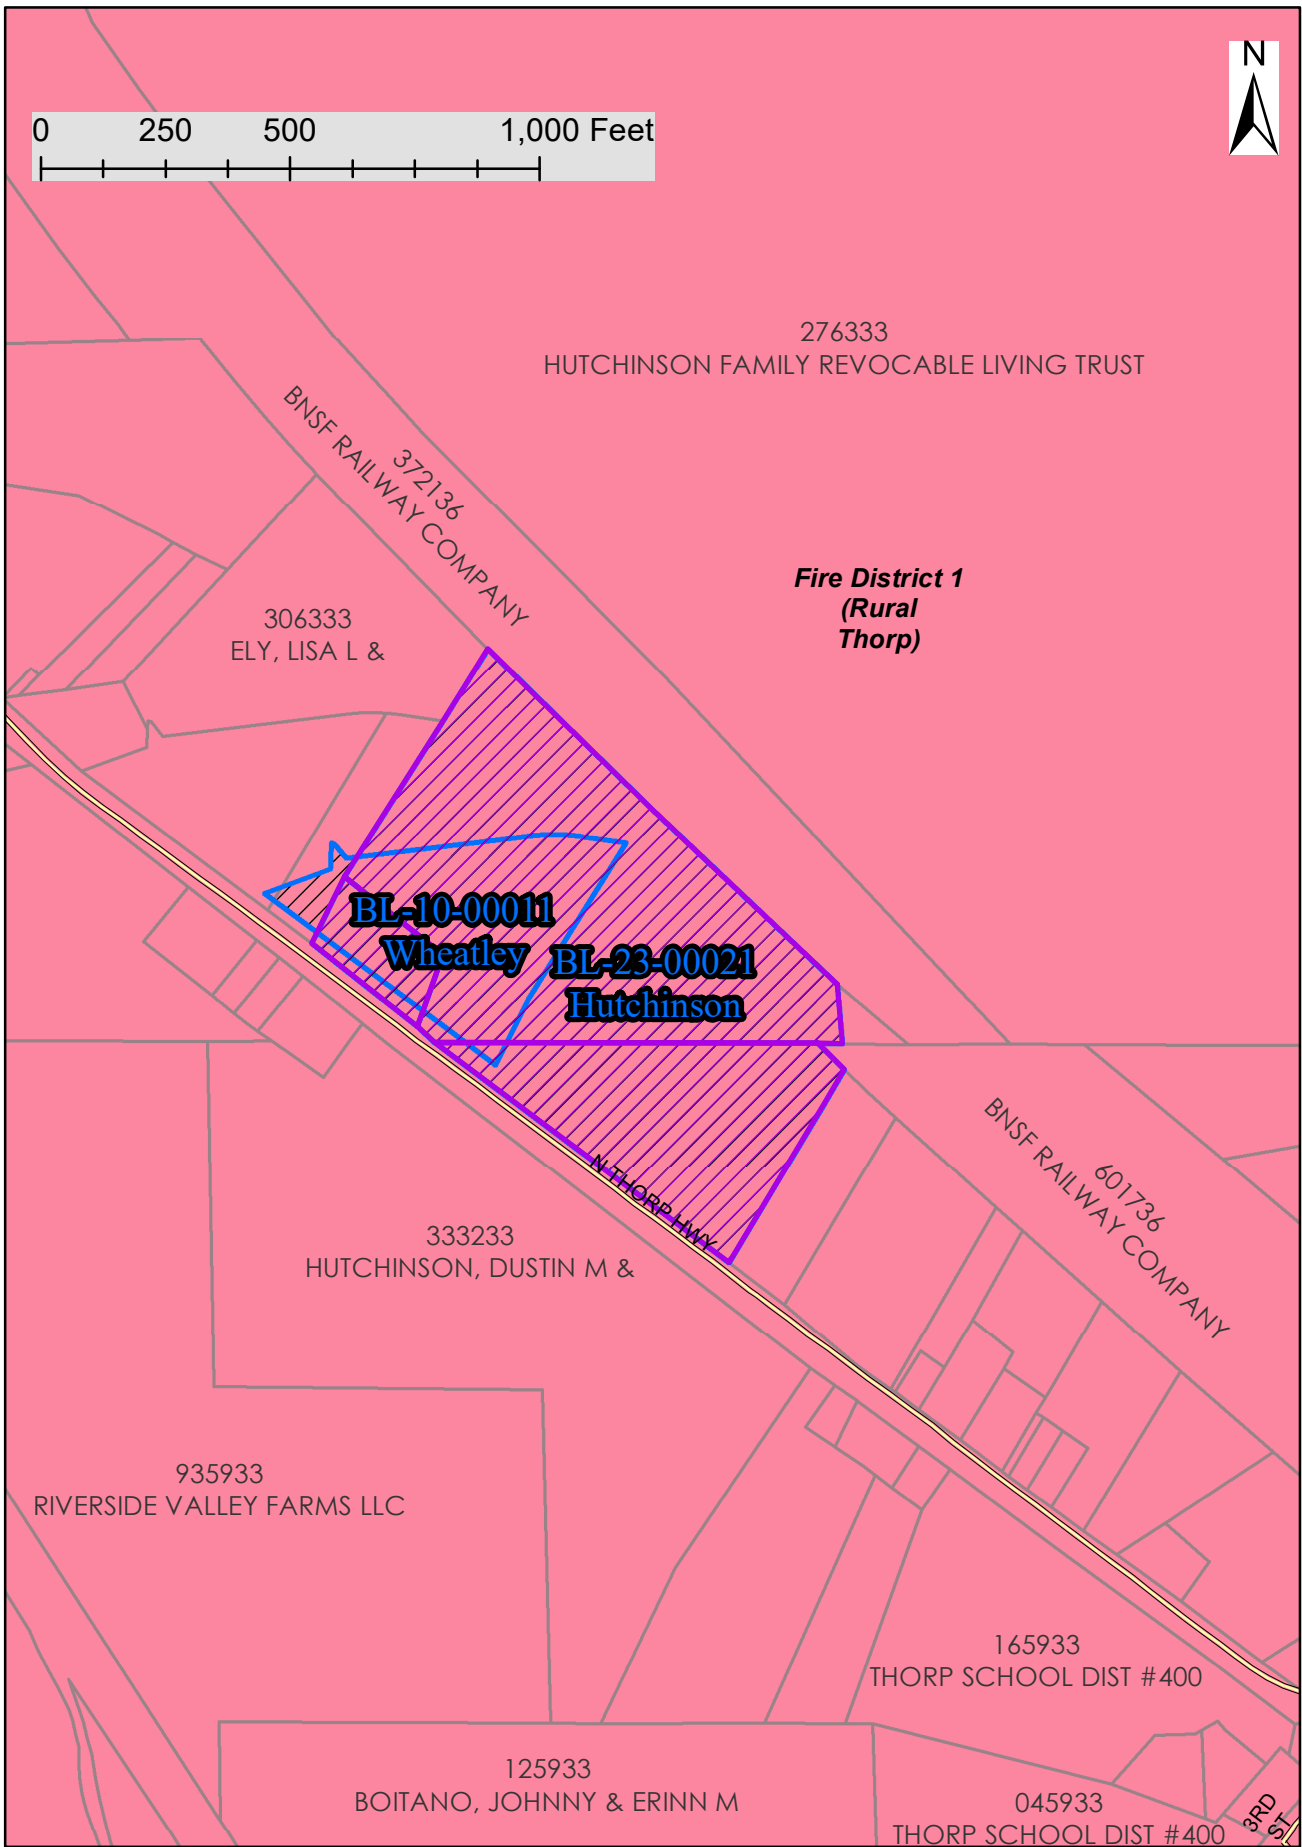 N
0 250 500 1,000 Feet
276333
HUTCHINSON FAMILY REVOCABLE LIVING TRUST
372136
BNSF RAILWAY COMPANY
Fire District 1
(Rural
Thorp)
306333
ELY, LISA L &
BL-10-00011
Wheatley
BL-23-00021
Hutchinson
N THORP HWY
601736
BNSF RAILWAY COMPANY
333233
HUTCHINSON, DUSTIN M &
935933
RIVERSIDE VALLEY FARMS LLC
165933
THORP SCHOOL DIST #400
125933
BOITANO, JOHNNY & ERINN M
045933
THORP SCHOOL DIST #400
3RD
ST